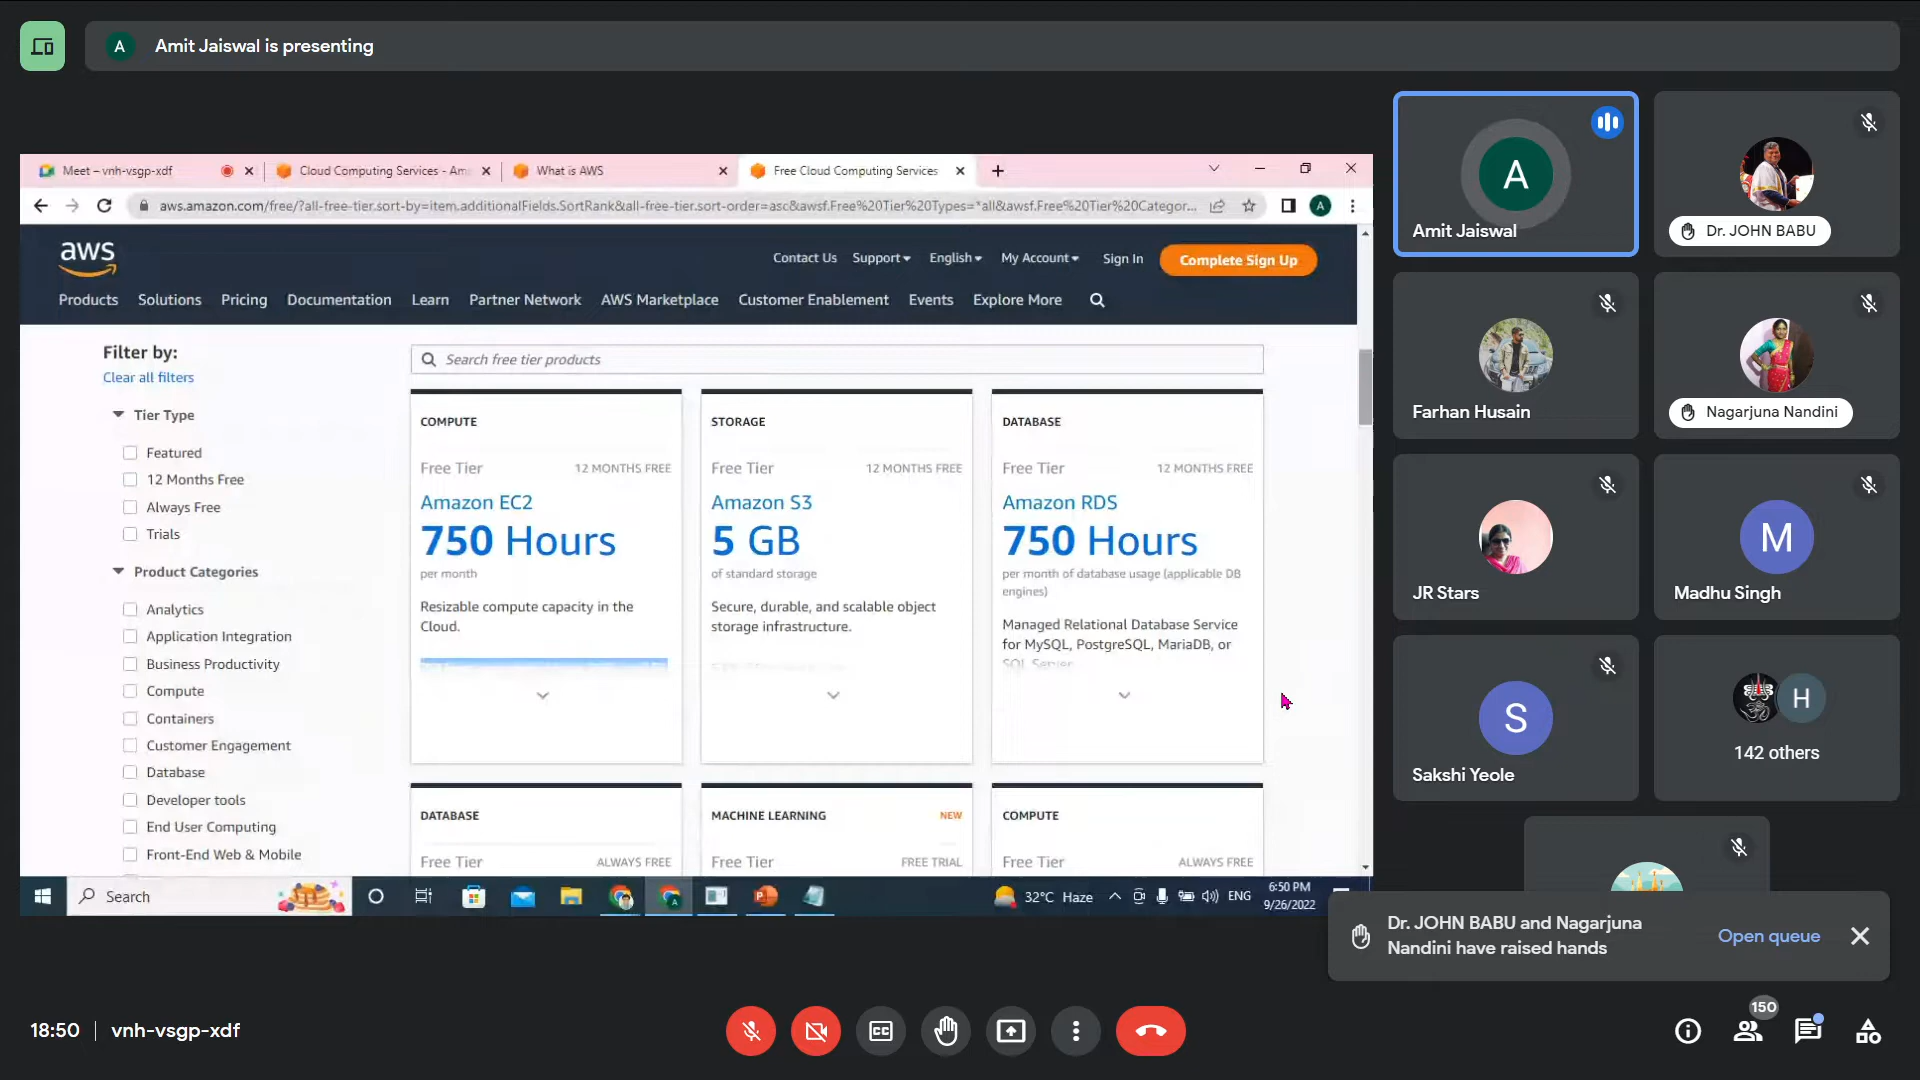 A Amit Jaiswal is presenting
Meet – vnh-vsgp-xdf
Cloud Computing Services - Am
What is AWS
Free Cloud Computing Services
aws.amazon.com/free/?all-free-tier.sort-by=item.additionalFields.SortRank&all-free-tier.sort-order=asc&awsf.Free%20Tier%20Types=*all&awsf.Free%20Tier%20Categor...
A
aws
Contact Us Support English My Account Sign In Complete Sign Up
Products Solutions Pricing Documentation Learn Partner Network AWS Marketplace Customer Enablement Events Explore More
Filter by:
Clear all filters
Tier Type
Featured
12 Months Free
Always Free
Trials
Product Categories
Analytics
Application Integration
Business Productivity
Compute
Containers
Customer Engagement
Database
Developer tools
End User Computing
Front-End Web & Mobile
Search free tier products
COMPUTE
Free Tier 12 MONTHS FREE
Amazon EC2
750 Hours
per month
Resizable compute capacity in the
Cloud.
STORAGE
Free Tier 12 MONTHS FREE
Amazon S3
5 GB
of standard storage
Secure, durable, and scalable object
storage infrastructure.
DATABASE
Free Tier 12 MONTHS FREE
Amazon RDS
750 Hours
per month of database usage (applicable DB
engines)
Managed Relational Database Service
for MySQL, PostgreSQL, MariaDB, or
SQL Server
DATABASE
Free Tier ALWAYS FREE
MACHINE LEARNING NEW
Free Tier FREE TRIAL
COMPUTE
Free Tier ALWAYS FREE
Search
32°C Haze
ENG
6:50 PM
9/26/2022
A
Amit Jaiswal
Dr. JOHN BABU
Farhan Husain
Nagarjuna Nandini
JR Stars
M
Madhu Singh
S
Sakshi Yeole
H
142 others
Dr. JOHN BABU and Nagarjuna
Nandini have raised hands
Open queue
18:50 | vnh-vsgp-xdf
CC
150